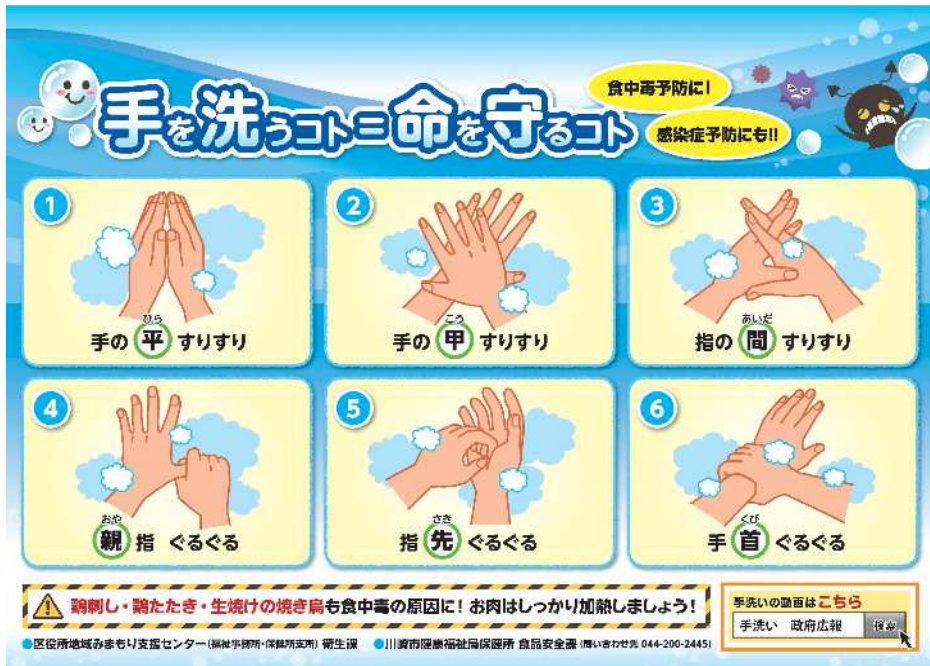 手を洗うコト=命を守るコト
食中毒予防に!
感染症予防にも!!
1
手の平すりすり
ひら
2
手の甲すりすり
こう
3
指の間すりすり
あいだ
4
親指 ぐるぐる
おや
5
指先ぐるぐる
さき
6
手首ぐるぐる
くび
鶏刺し・鶏たたき・生焼けの焼き鳥も食中毒の原因に! お肉はしっかり加熱しましょう!
手洗いの動画はこちら
手洗い 政府広報 検索
●区役所地域みまもり支援センター(福祉事務所・保健所支所) 衛生課 ●川崎市健康福祉局保健所 食品安全課(問い合わせ先 044-200-2445)